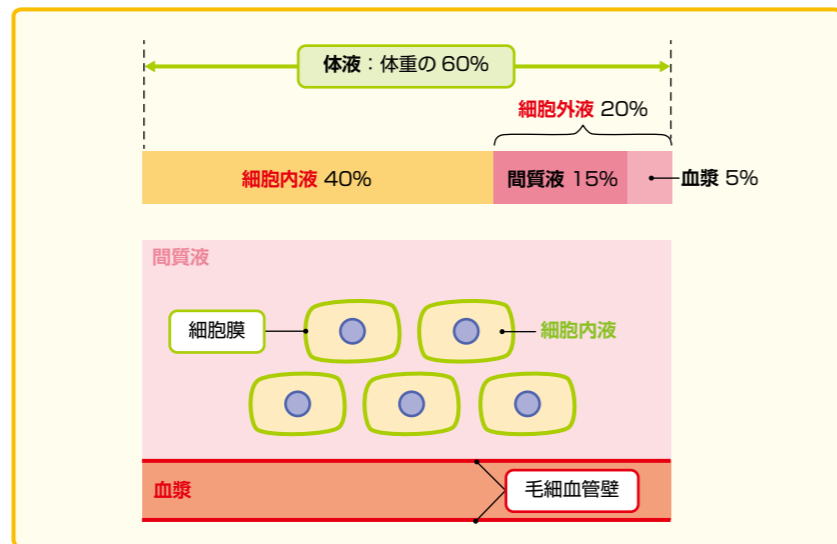 体液：体重の 60%
細胞外液 20%
細胞内液 40%
間質液 15%
血漿 5%
間質液
細胞膜
細胞内液
血漿
毛細血管壁